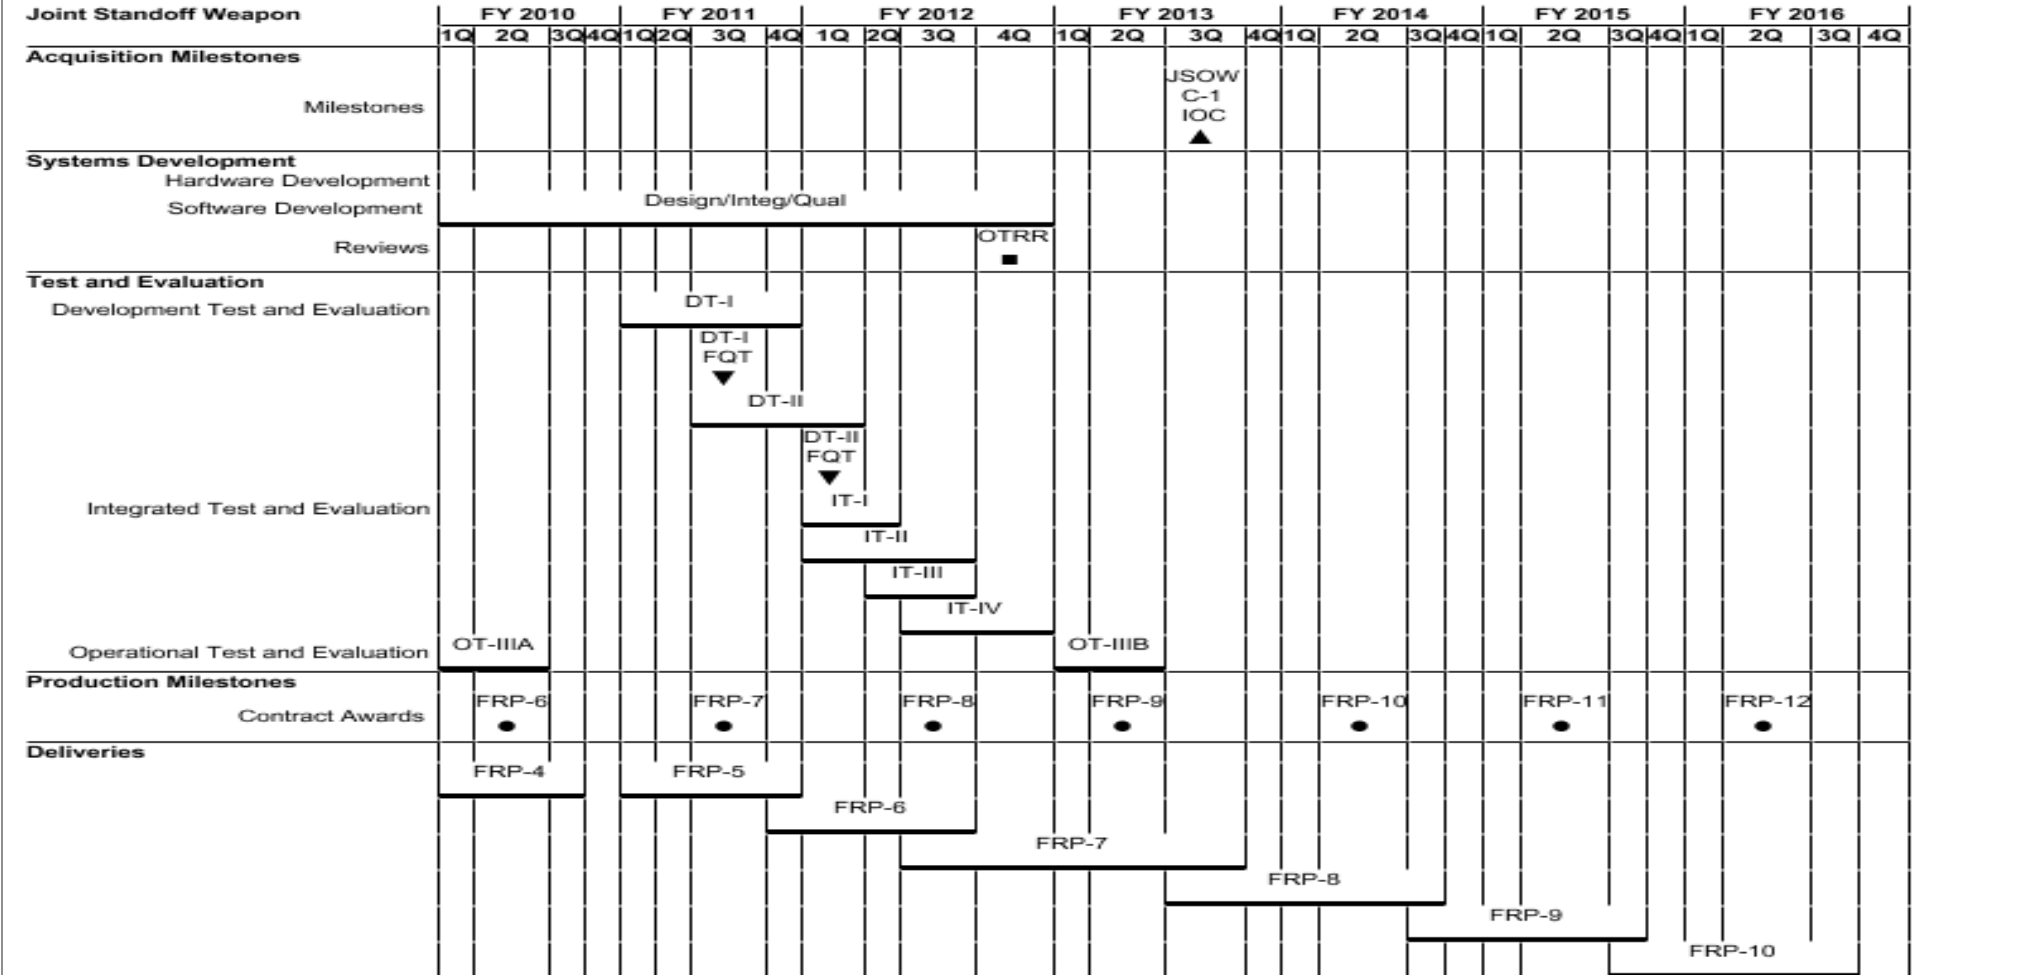 Joint Standoff Weapon FY 2010 FY 2011 FY 2012 FY 2013 FY 2014 FY 2015 FY 2016
1Q 2Q 3Q 4Q 1Q 2Q 3Q 4Q 1Q 2Q 3Q 4Q 1Q 2Q 3Q 4Q 1Q 2Q 3Q 4Q 1Q 2Q 3Q 4Q 1Q 2Q 3Q 4Q
Acquisition Milestones
JSOW
C-1
Milestones
IOC
Systems Development
Hardware Development
Design/Integ/Qual
Software Development
OTRR
Reviews
Test and Evaluation
DT-I
Development Test and Evaluation
DT-I
FQT
DT-II
DT-II
FQT
IT-I
Integrated Test and Evaluation
IT-II
IT-III
IT-IV
OT-IIIA OT-IIIB
Operational Test and Evaluation
Production Milestones
FRP-6 FRP-7 FRP-8 FRP-9 FRP-10 FRP-11 FRP-12
Contract Awards
Deliveries
FRP-4 FRP-5
FRP-6
FRP-7
FRP-8
FRP-9
FRP-10